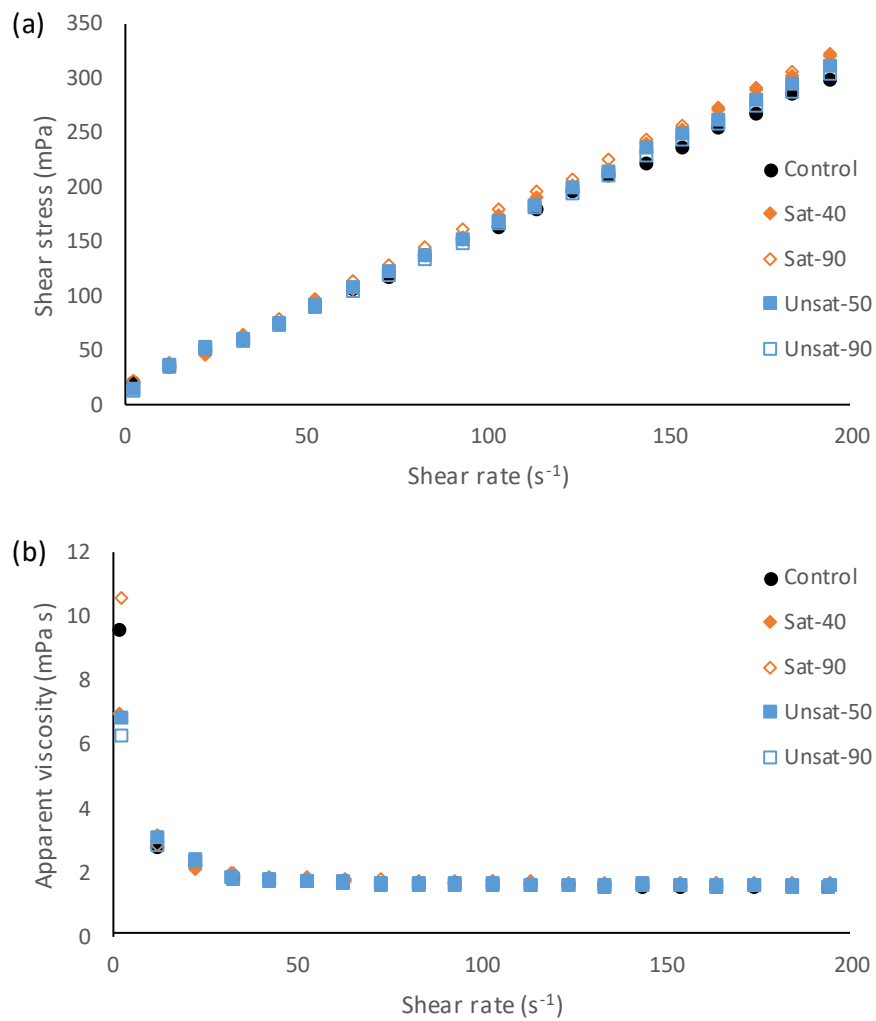 (a)
350
300
250
200
150
100
50
0
Shear stress (mPa)
Control
Sat-40
Sat-90
Unsat-50
Unsat-90
0 50 100 150 200
Shear rate (s-1)
(b)
12
10
8
6
4
2
0
Apparent viscosity (mPa s)
Control
Sat-40
Sat-90
Unsat-50
Unsat-90
0 50 100 150 200
Shear rate (s-1)